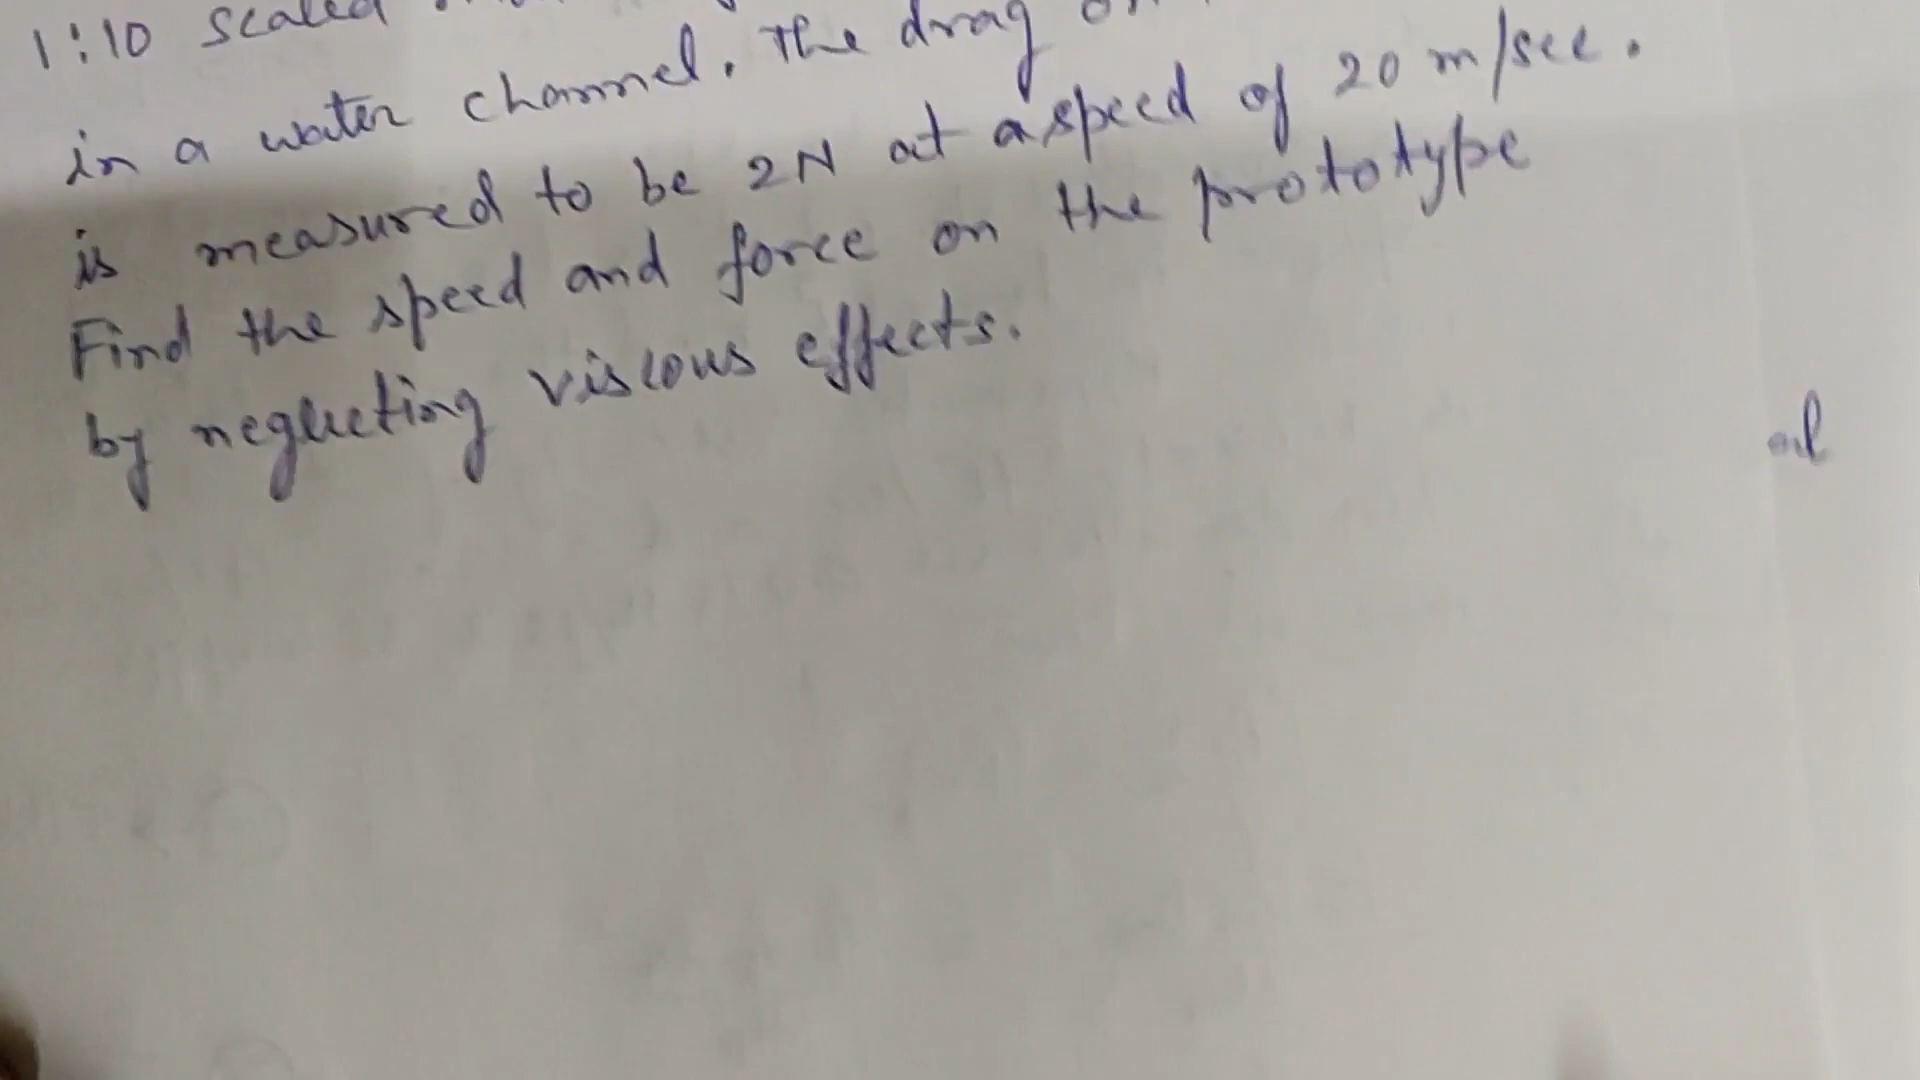 1:10 scaled
in a water channel. The drag on
is measured to be 2N at a speed of 20 m/sec.
Find the speed and force on the prototype
by neglecting viscous effects.